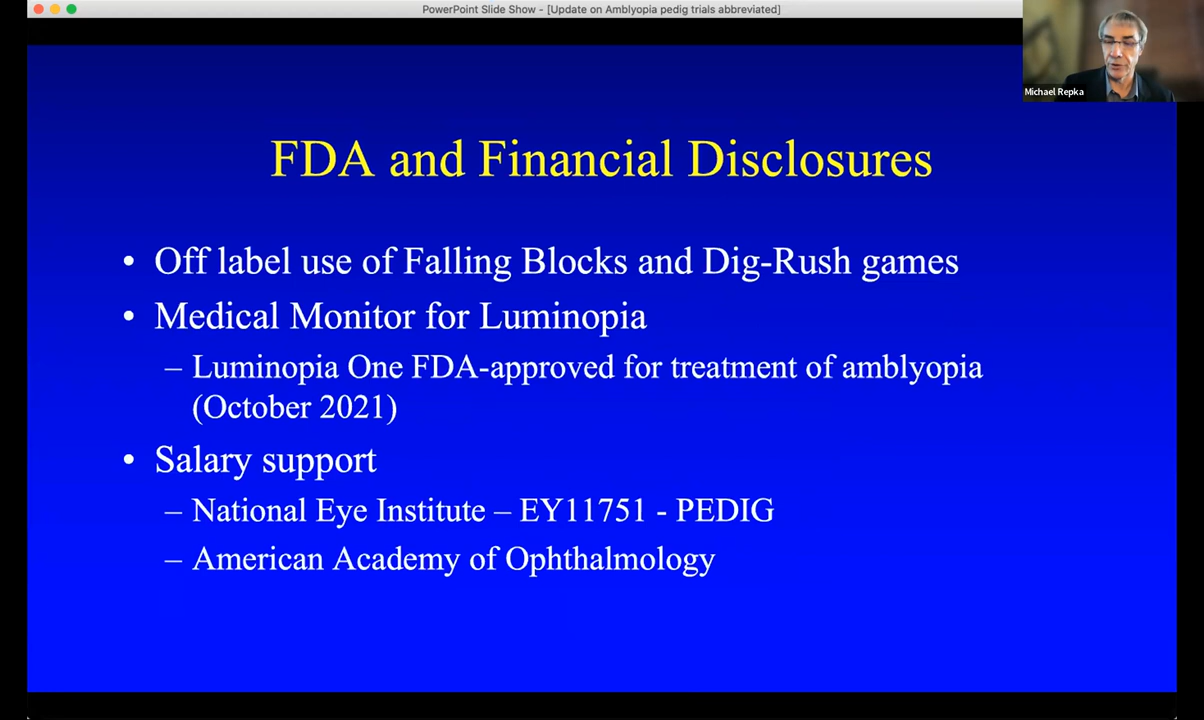 PowerPoint Slide Show - [Update on Amblyopia pedig trials abbreviated]
Michael Repka
FDA and Financial Disclosures
• Off label use of Falling Blocks and Dig-Rush games
• Medical Monitor for Luminopia
– Luminopia One FDA-approved for treatment of amblyopia
(October 2021)
• Salary support
– National Eye Institute – EY11751 - PEDIG
– American Academy of Ophthalmology